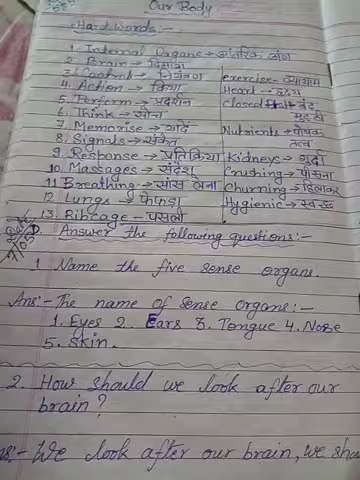 Our Body
Hard Words:-
1. Internal Organs → आंतरिक अंग
2. Brain → दिमाग
3. Control → नियंत्रण
4. Action → क्रिया
5. Perform → प्रदर्शन
6. Think → सोच
7. Memorise → यादें
8. Signals → संकेत
9. Response → प्रतिक्रिया
10. Massages → संदेश
11. Breathing → सांस लेना
12. Lungs → फेफड़े
13. Ribcage – पसली
exercise – व्यायाम
Heart – हृदय
closed fist – बंद
मुट्ठी
Nutrients – पोषक
तत्व
Kidneys – गुर्दा
Crushing – पीसना
Churning – हिलाकर
Hygienic – स्वच्छ
Answer the following questions:-
1 Name the five sense organs.
Ans:- The name of sense organs:-
1. Eyes 2. Ears 3. Tongue 4. Nose
5. Skin.
2. How should we look after our
brain?
We look after our brain, we